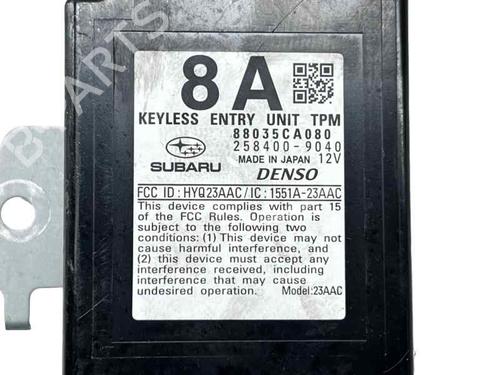 8A
KEYLESS ENTRY UNIT TPM
88035CA080
258400-9040
MADE IN JAPAN 12V
SUBARU
DENSO
FCC ID : HYQ23AAC/IC : 1551A-23AAC
This device complies with part 15
of the FCC Rules. Operation is
subject to the following two
conditions: (1) This device may not
cause harmful interference, and
(2) this device must accept any
interference received, including
interference that may cause
undesired operation.
Model:23AAC